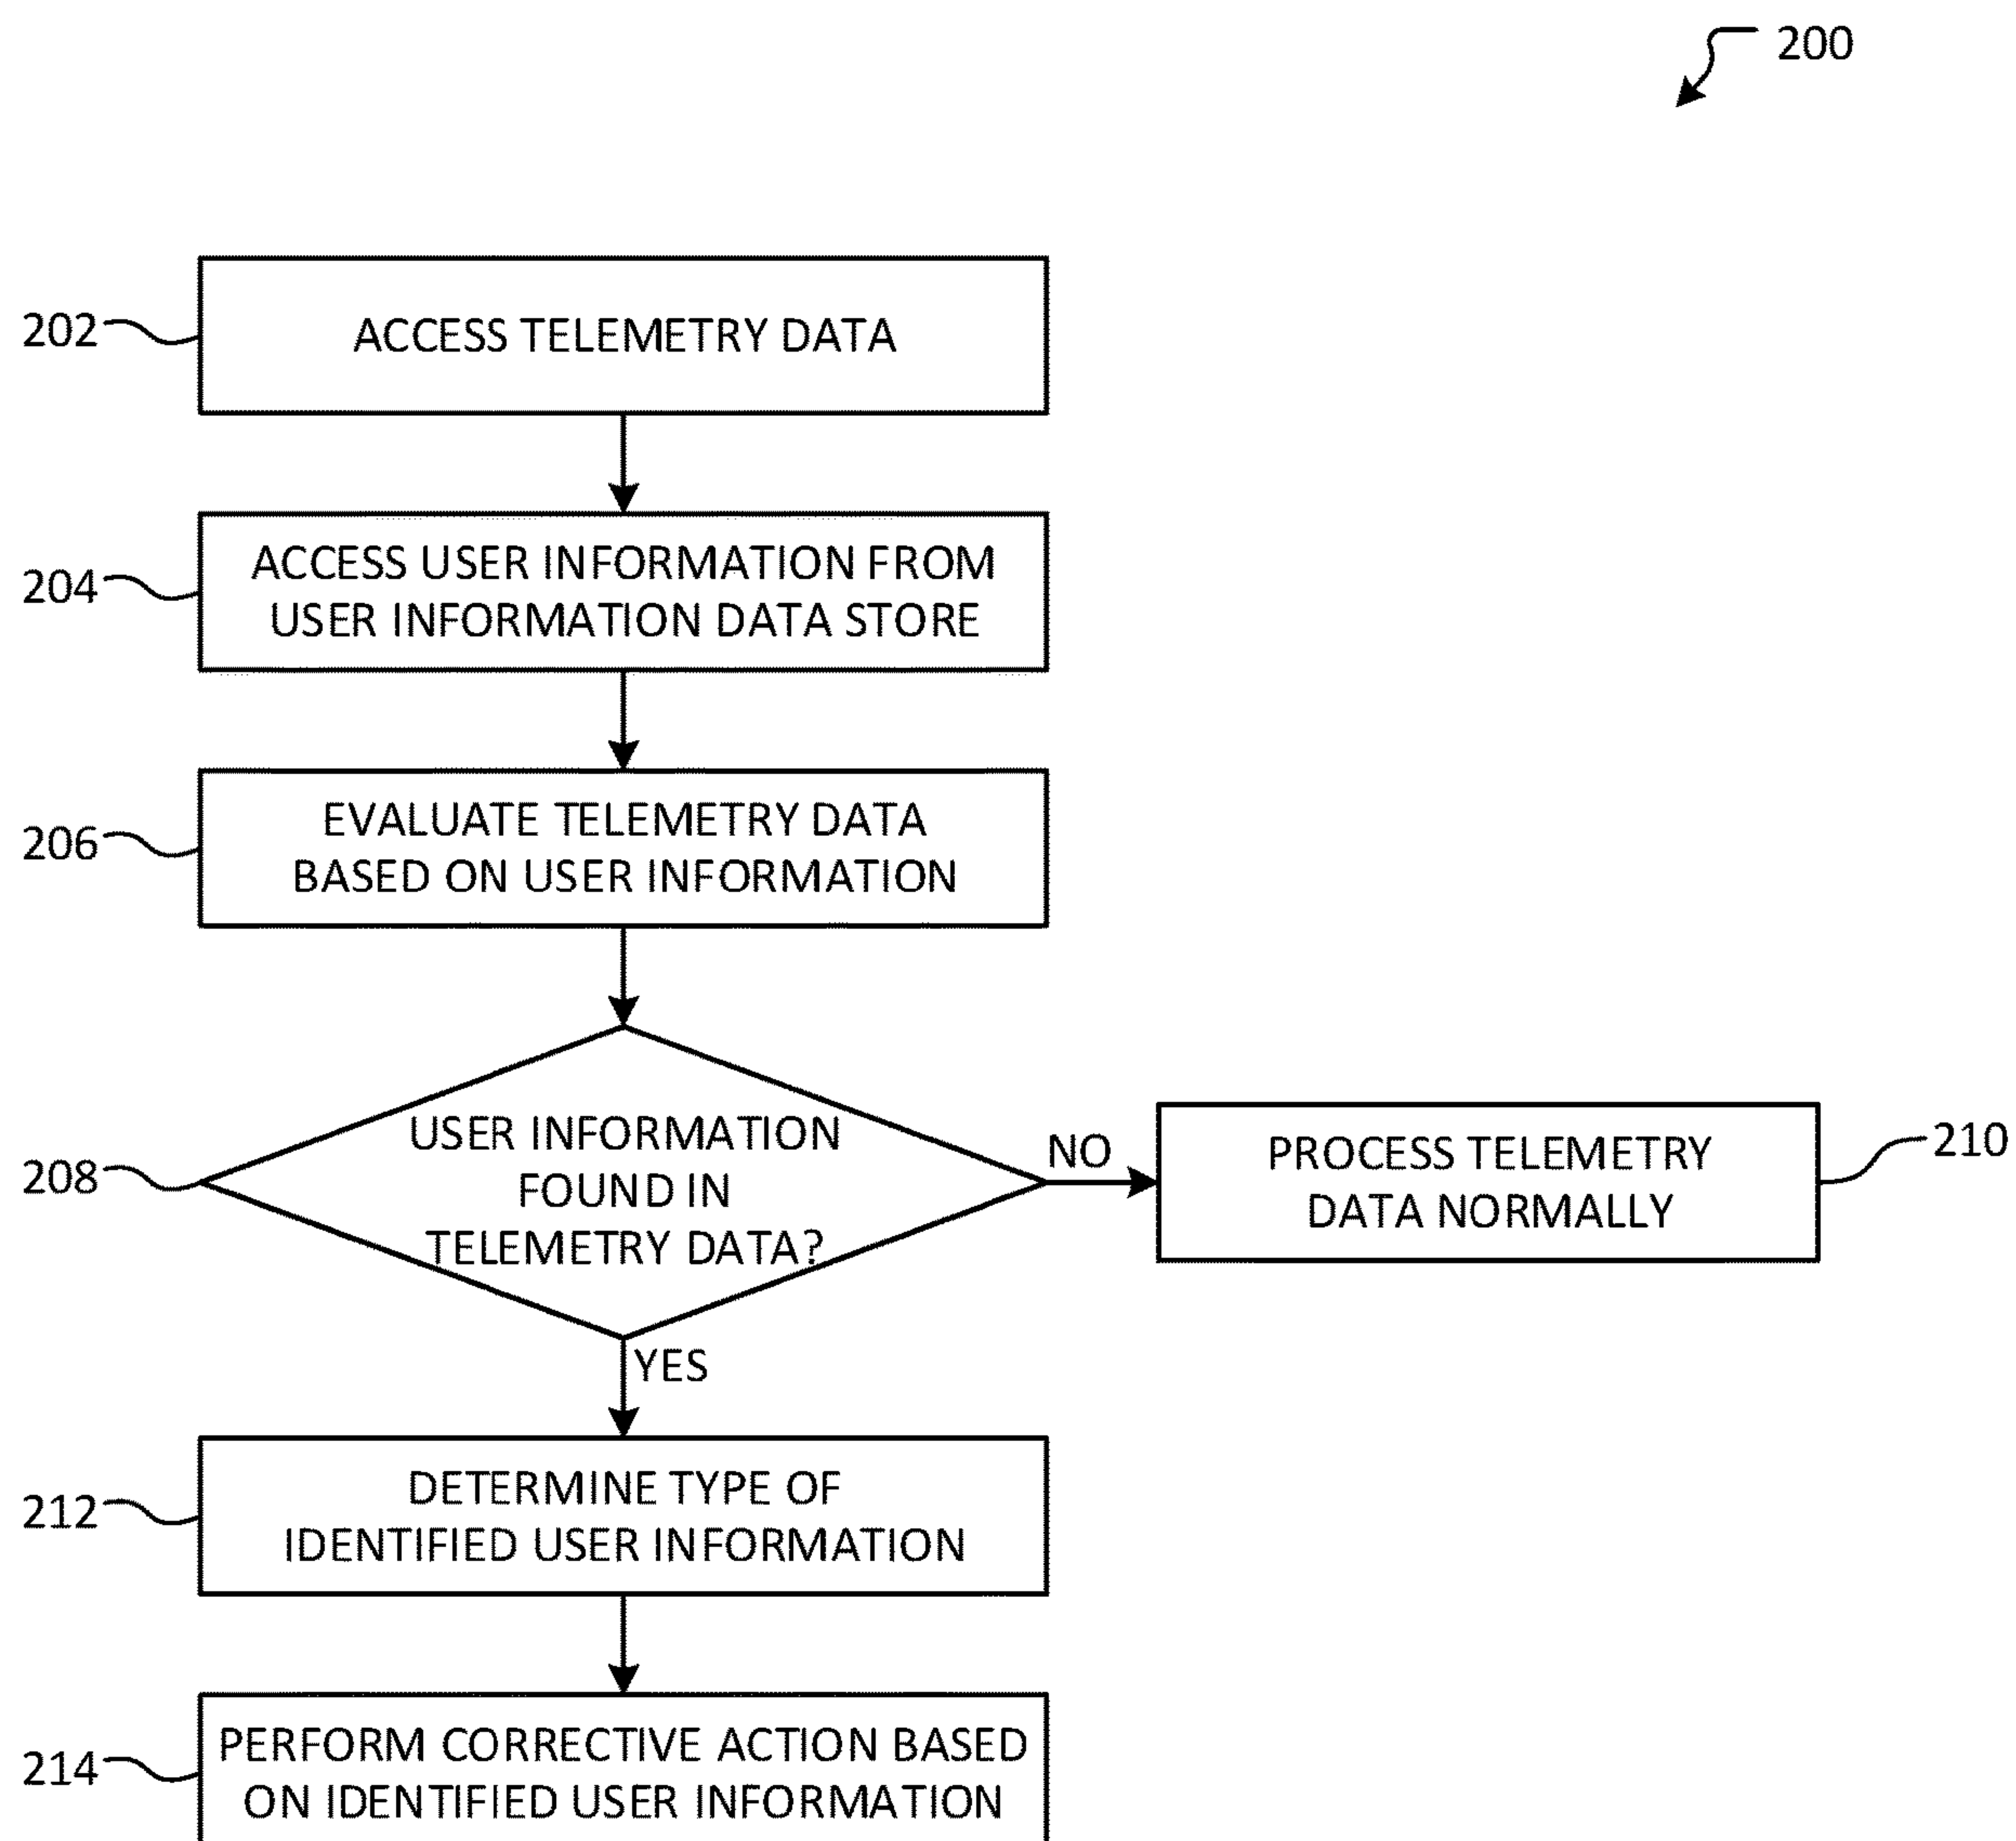 200
202
ACCESS TELEMETRY DATA
204
ACCESS USER INFORMATION FROM
USER INFORMATION DATA STORE
206
EVALUATE TELEMETRY DATA
BASED ON USER INFORMATION
208
USER INFORMATION
FOUND IN
TELEMETRY DATA?
NO
PROCESS TELEMETRY
DATA NORMALLY
210
YES
212
DETERMINE TYPE OF
IDENTIFIED USER INFORMATION
214
PERFORM CORRECTIVE ACTION BASED
ON IDENTIFIED USER INFORMATION